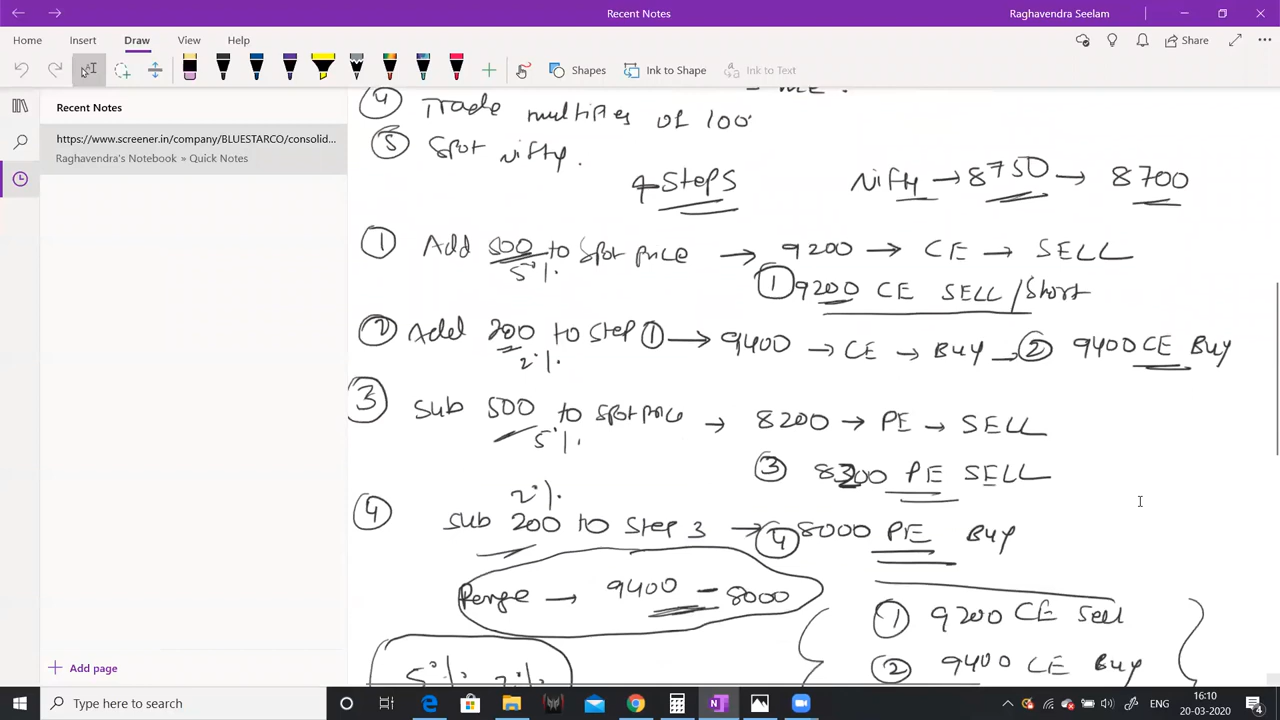 Recent Notes
Raghavendra Seelam
Home Insert Draw View Help
Share
Shapes Ink to Shape Ink to Text
Recent Notes
https://www.screener.in/company/BLUESTARCO/consolid...
Raghavendra's Notebook » Quick Notes
Add page
④ Trade multiples of 100
⑤ Spot Nifty.
4 Steps Nifty → 8750 → 8700
① Add 500 to Spot price → 9200 → CE → SELL
5%
① 9200 CE SELL/Short
② Add 200 to Step ① → 9400 → CE → Buy → ② 9400 CE Buy
2%
③ Sub 500 to Spot price → 8200 → PE → SELL
5%
③ 8200 PE SELL
2%
④ Sub 200 to Step 3 → ④ 8000 PE Buy
Range → 9400 - 8000
① 9200 CE Sell
5% 2% ② 9400 CE Buy
Type here to search
ENG
16:10
20-03-2020